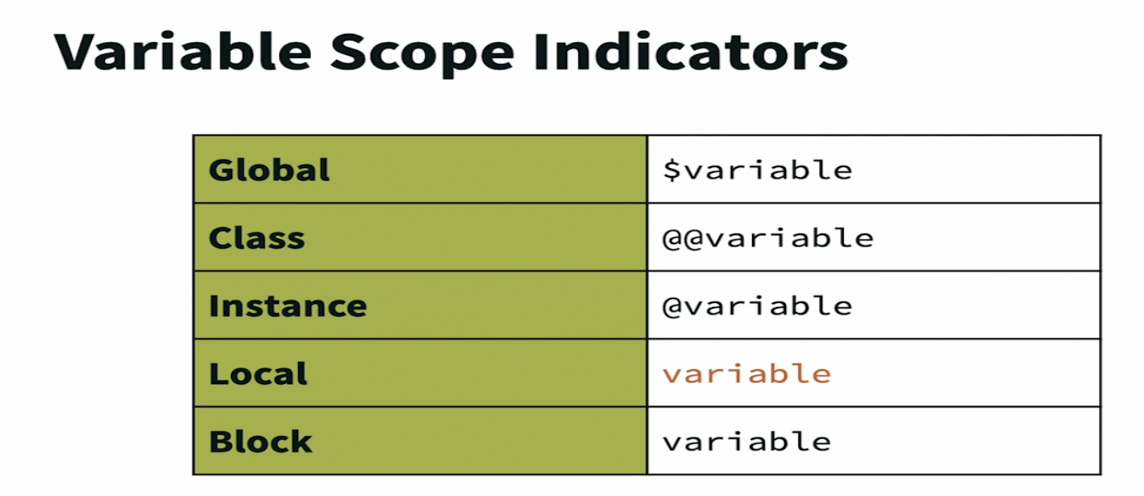 Variable Scope Indicators
Global $variable
Class @@variable
Instance @variable
Local variable
Block variable